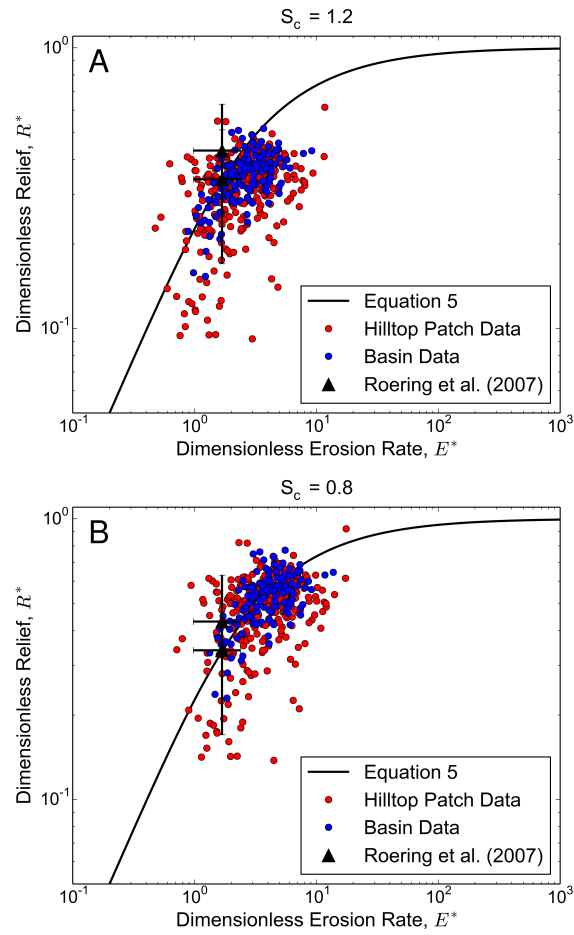 S_c = 1.2
A
10^0
10^-1
Dimensionless Relief, R*
Equation 5
Hilltop Patch Data
Basin Data
Roering et al. (2007)
10^-1 10^0 10^1 10^2 10^3
Dimensionless Erosion Rate, E*
S_c = 0.8
B
10^0
10^-1
Dimensionless Relief, R*
Equation 5
Hilltop Patch Data
Basin Data
Roering et al. (2007)
10^-1 10^0 10^1 10^2 10^3
Dimensionless Erosion Rate, E*